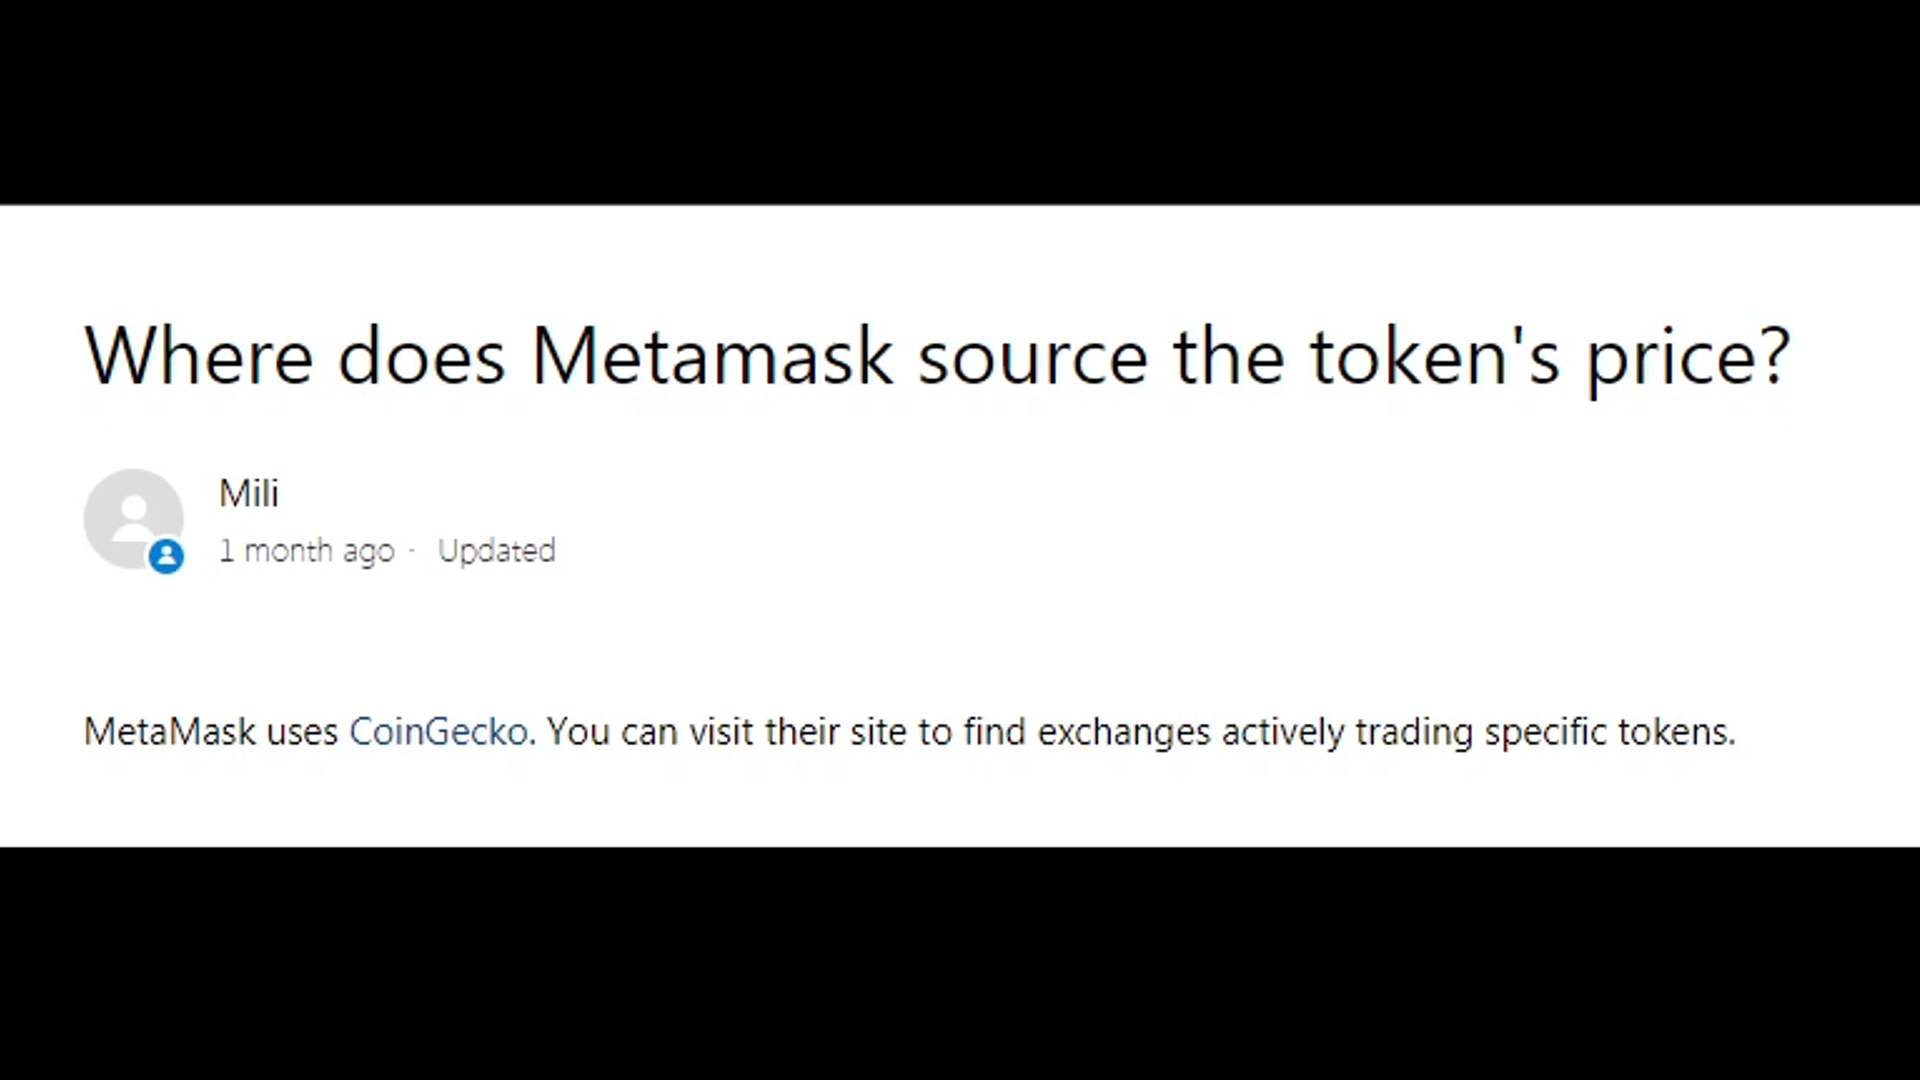 Where does Metamask source the token's price?
Mili
1 month ago · Updated
MetaMask uses CoinGecko. You can visit their site to find exchanges actively trading specific tokens.